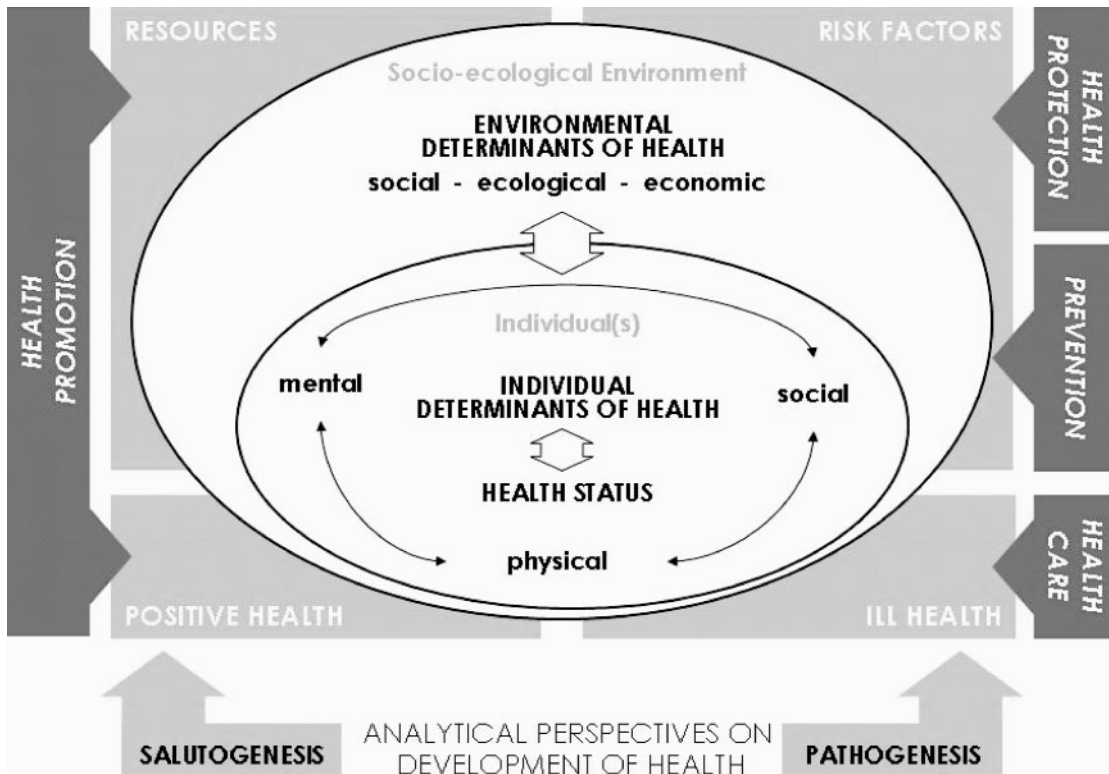 RESOURCES
RISK FACTORS
Socio-ecological Environment
ENVIRONMENTAL
DETERMINANTS OF HEALTH
social - ecological - economic
HEALTH
PROTECTION
HEALTH
PROMOTION
Individual(s)
mental
INDIVIDUAL
DETERMINANTS OF HEALTH
social
PREVENTION
HEALTH STATUS
physical
HEALTH
CARE
POSITIVE HEALTH
ILL HEALTH
SALUTOGENESIS
ANALYTICAL PERSPECTIVES ON
DEVELOPMENT OF HEALTH
PATHOGENESIS